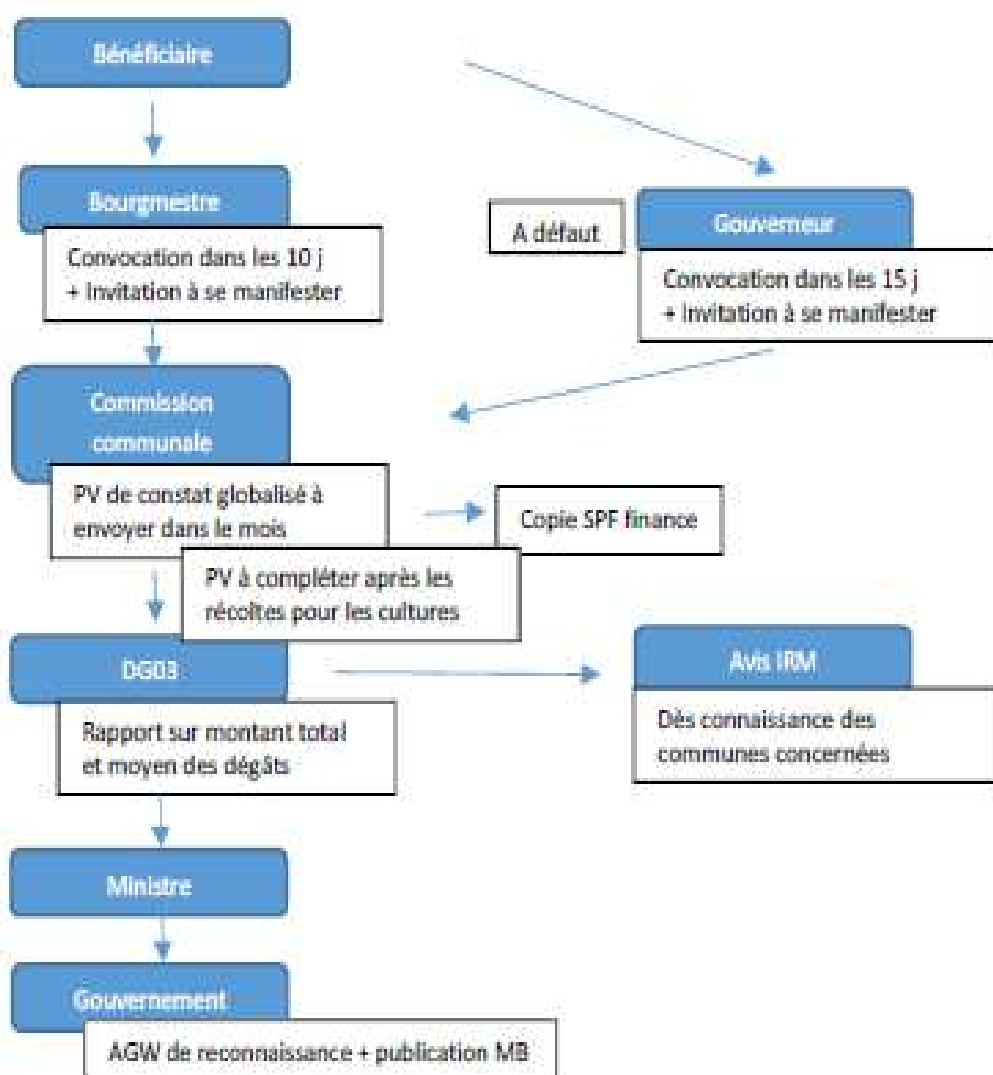 Bénéficiaire
Bourgmestre
Convocation dans les 10 j
+ Invitation à se manifester
A défaut
Gouverneur
Convocation dans les 15 j
+ Invitation à se manifester
Commission
communale
PV de constat globalisé à
envoyer dans le mois
Copie SPF finance
PV à compléter après les
récoltes pour les cultures
DG03
Rapport sur montant total
et moyen des dégâts
Avis IRM
Dès connaissance des
communes concernées
Ministre
Gouvernement
AGW de reconnaissance + publication MB